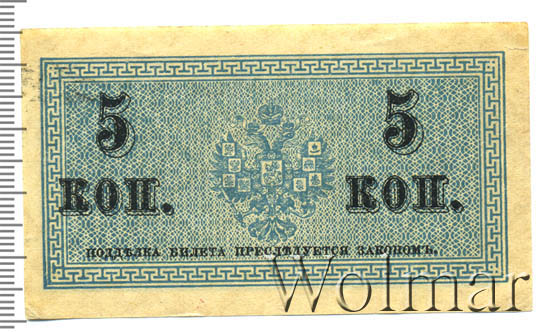 5 5
КОП. КОП.
ПОДДѢЛКА БИЛЕТА ПРЕСЛѢДУЕТСЯ ЗАКОНОМЪ.
Wolmar